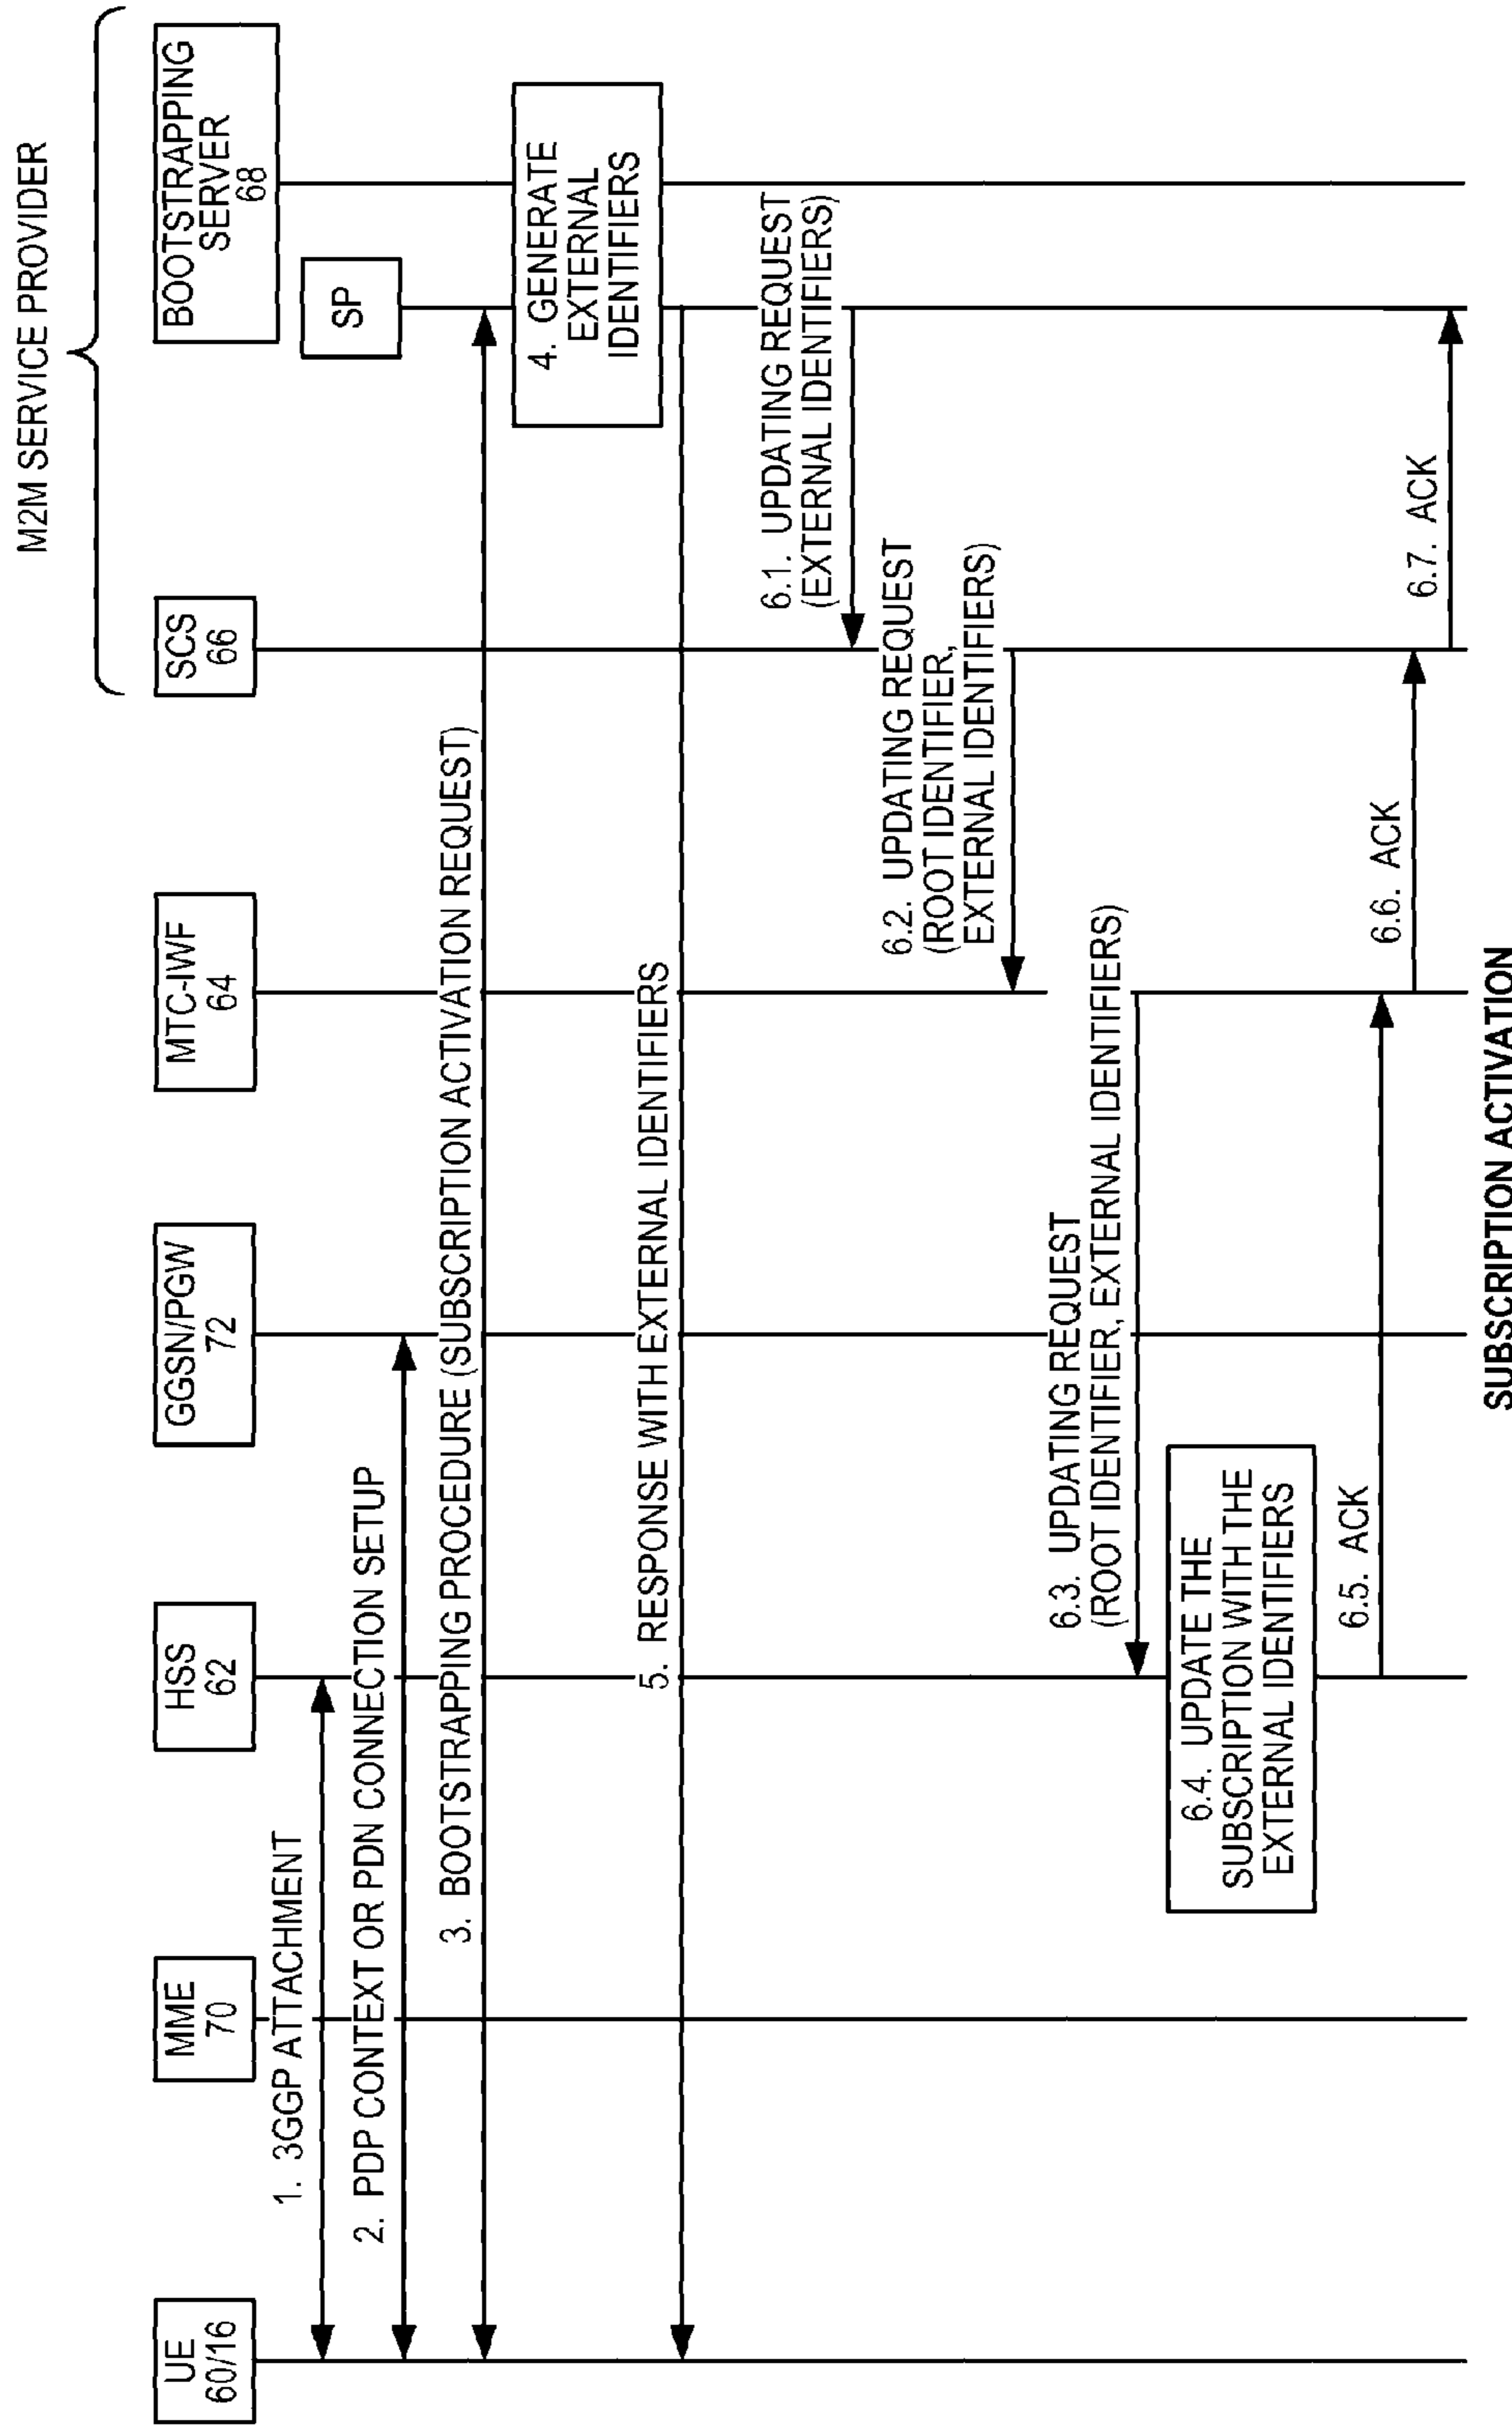 M2M SERVICE PROVIDER
UE
60/16
MME
70
HSS
62
GGSN/PGW
72
MTC-IWF
64
SCS
66
BOOTSTRAPPING
SERVER
68
SP
1. 3GGP ATTACHMENT
2. PDP CONTEXT OR PDN CONNECTION SETUP
3. BOOTSTRAPPING PROCEDURE (SUBSCRIPTION ACTIVATION REQUEST)
4. GENERATE
EXTERNAL
IDENTIFIERS
5. RESPONSE WITH EXTERNAL IDENTIFIERS
6.1. UPDATING REQUEST
(EXTERNAL IDENTIFIERS)
6.2. UPDATING REQUEST
(ROOT IDENTIFIER,
EXTERNAL IDENTIFIERS)
6.3. UPDATING REQUEST
(ROOT IDENTIFIER, EXTERNAL IDENTIFIERS)
6.4. UPDATE THE
SUBSCRIPTION WITH THE
EXTERNAL IDENTIFIERS
6.5. ACK
6.6. ACK
6.7. ACK
SUBSCRIPTION ACTIVATION